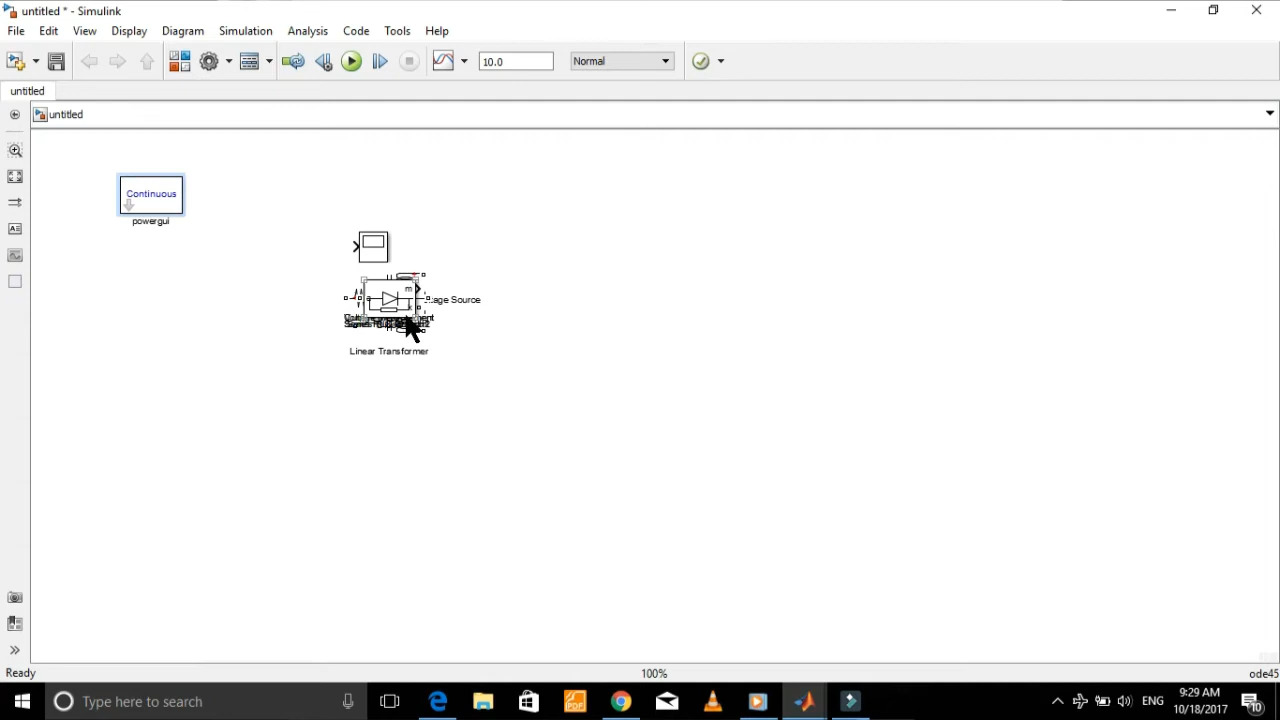 untitled * - Simulink
File Edit View Display Diagram Simulation Analysis Code Tools Help
10.0 Normal
untitled
untitled
Continuous
powergui
m
age Source
Linear Transformer
Ready 100% ode45
Type here to search
ENG
9:29 AM
10/18/2017
10
PDF